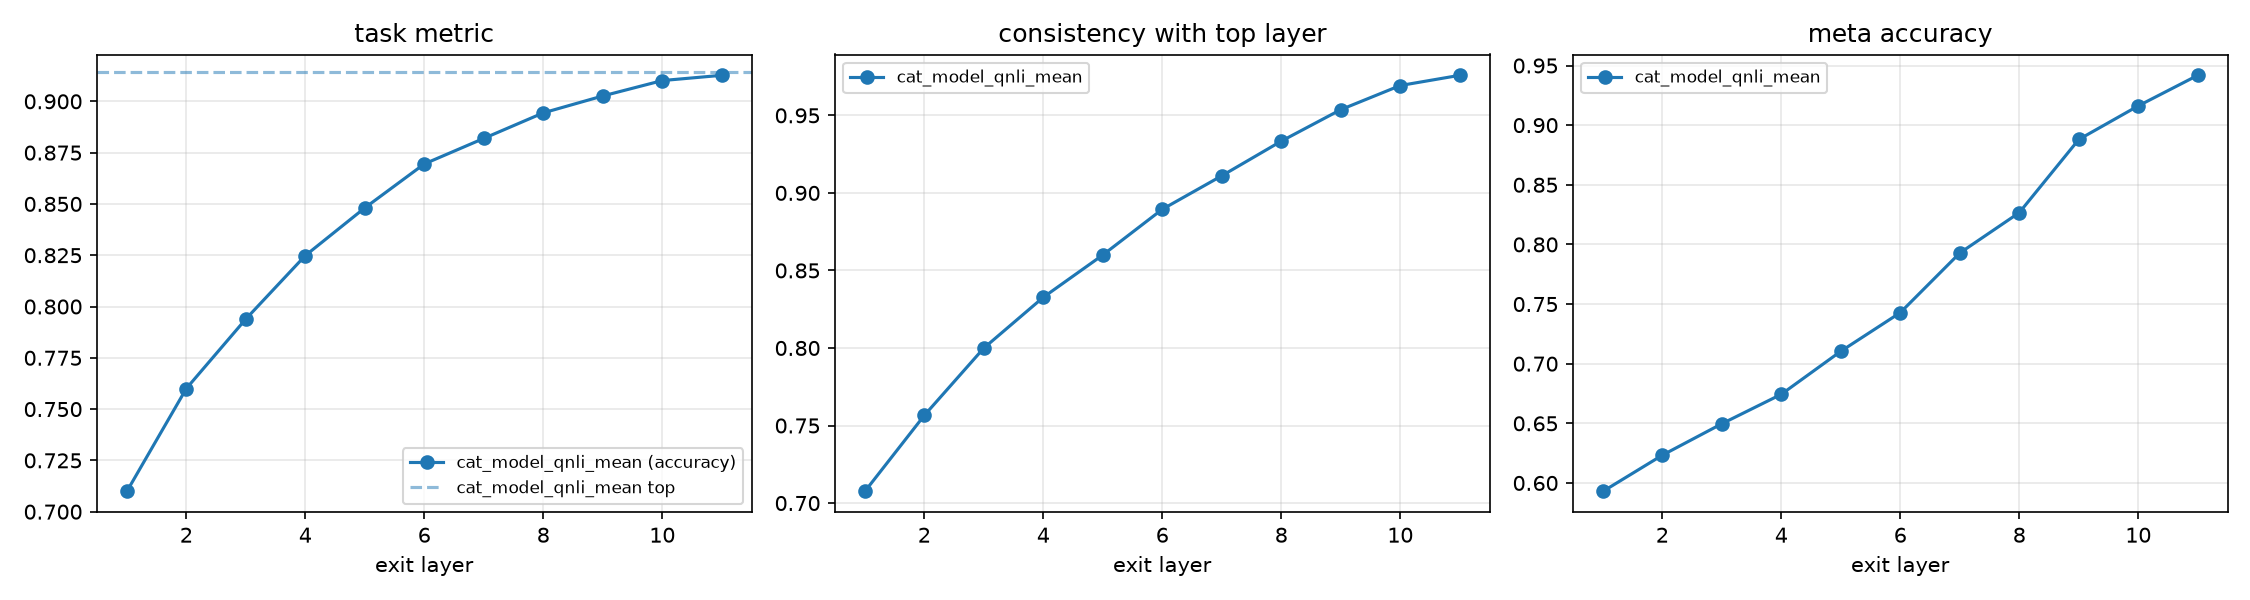 task metric
0.900
0.875
0.850
0.825
0.800
0.775
0.750
0.725
0.700
cat_model_qnli_mean (accuracy)
cat_model_qnli_mean top
2 4 6 8 10
exit layer
consistency with top layer
cat_model_qnli_mean
0.95
0.90
0.85
0.80
0.75
0.70
2 4 6 8 10
exit layer
meta accuracy
cat_model_qnli_mean
0.95
0.90
0.85
0.80
0.75
0.70
0.65
0.60
2 4 6 8 10
exit layer